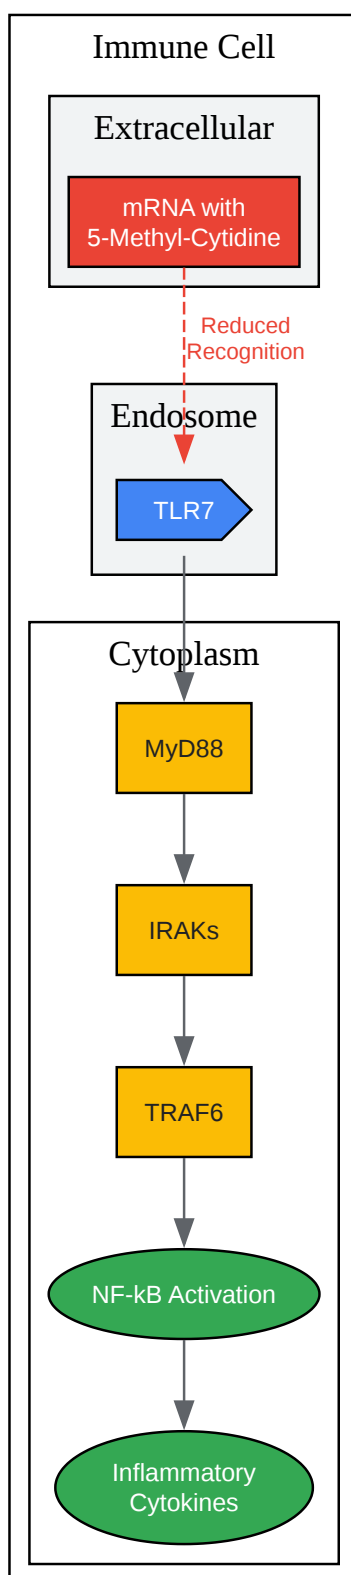 Immune Cell
Extracellular
mRNA with
5-Methyl-Cytidine
Reduced
Recognition
Endosome
TLR7
Cytoplasm
MyD88
IRAKs
TRAF6
NF-kB Activation
Inflammatory
Cytokines